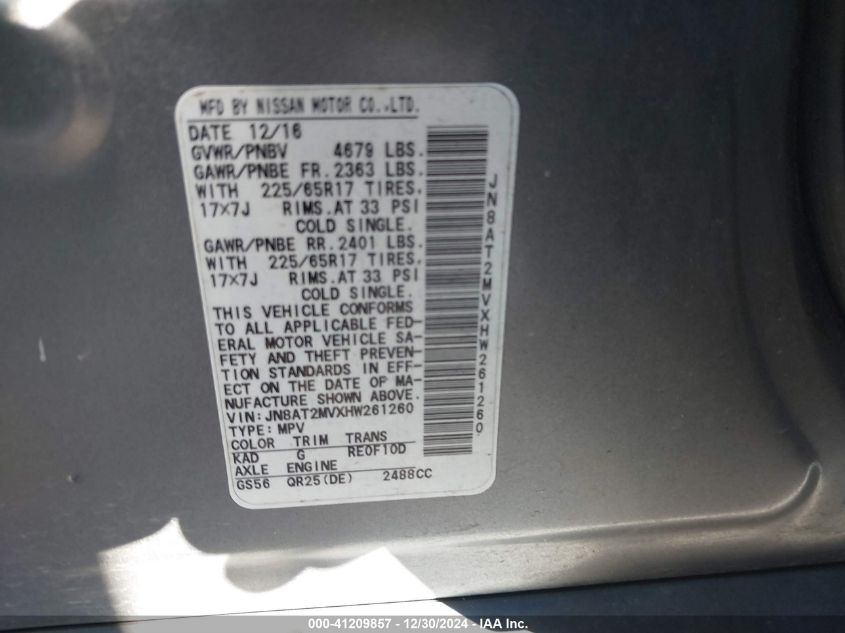 MFD BY NISSAN MOTOR CO.,LTD.
DATE 12/16
GVWR/PNBV 4679 LBS.
GAWR/PNBE FR. 2363 LBS.
WITH 225/65R17 TIRES.
17×7J RIMS.AT 33 PSI
COLD SINGLE.
GAWR/PNBE RR. 2401 LBS.
WITH 225/65R17 TIRES.
17×7J RIMS.AT 33 PSI
COLD SINGLE.
THIS VEHICLE CONFORMS
TO ALL APPLICABLE FED-
ERAL MOTOR VEHICLE SA-
FETY AND THEFT PREVEN-
TION STANDARDS IN EFF-
ECT ON THE DATE OF MA-
NUFACTURE SHOWN ABOVE.
VIN:JN8AT2MVXHW261260
TYPE:MPV
COLOR TRIM TRANS
KAD G RE0F10D
AXLE ENGINE
GS56 QR25(DE) 2488CC
JN8AT2MVXHW261260
000-41209857 - 12/30/2024 - IAA Inc.